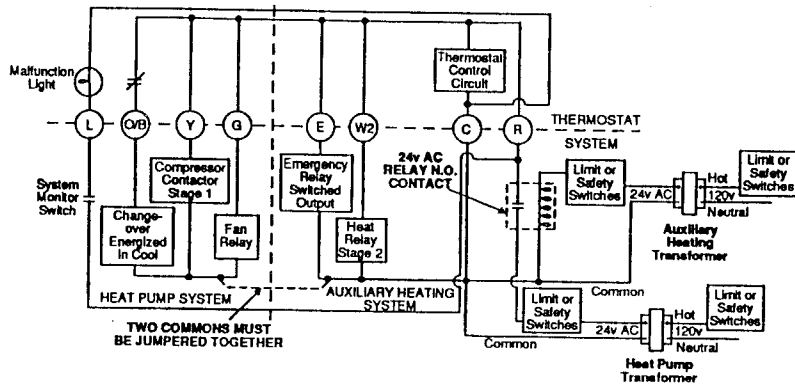 Malfunction
Light
Thermostat
Control
Circuit
L
O/B
Y
G
E
W2
C
R
THERMOSTAT
SYSTEM
System
Monitor
Switch
Compressor
Contactor
Stage 1
Emergency
Relay
Switched
Output
24v AC
RELAY N.O.
CONTACT
Limit or
Safety
Switches
24v AC
Hot
120v
Neutral
Limit or
Safety
Switches
Change-
over
Energized
In Cool
Fan
Relay
Heat
Relay
Stage 2
Auxiliary
Heating
Transformer
HEAT PUMP SYSTEM
AUXILIARY HEATING
SYSTEM
Common
TWO COMMONS MUST
BE JUMPERED TOGETHER
Limit or
Safety
Switches
24v AC
Common
Hot
120v
Neutral
Limit or
Safety
Switches
Heat Pump
Transformer